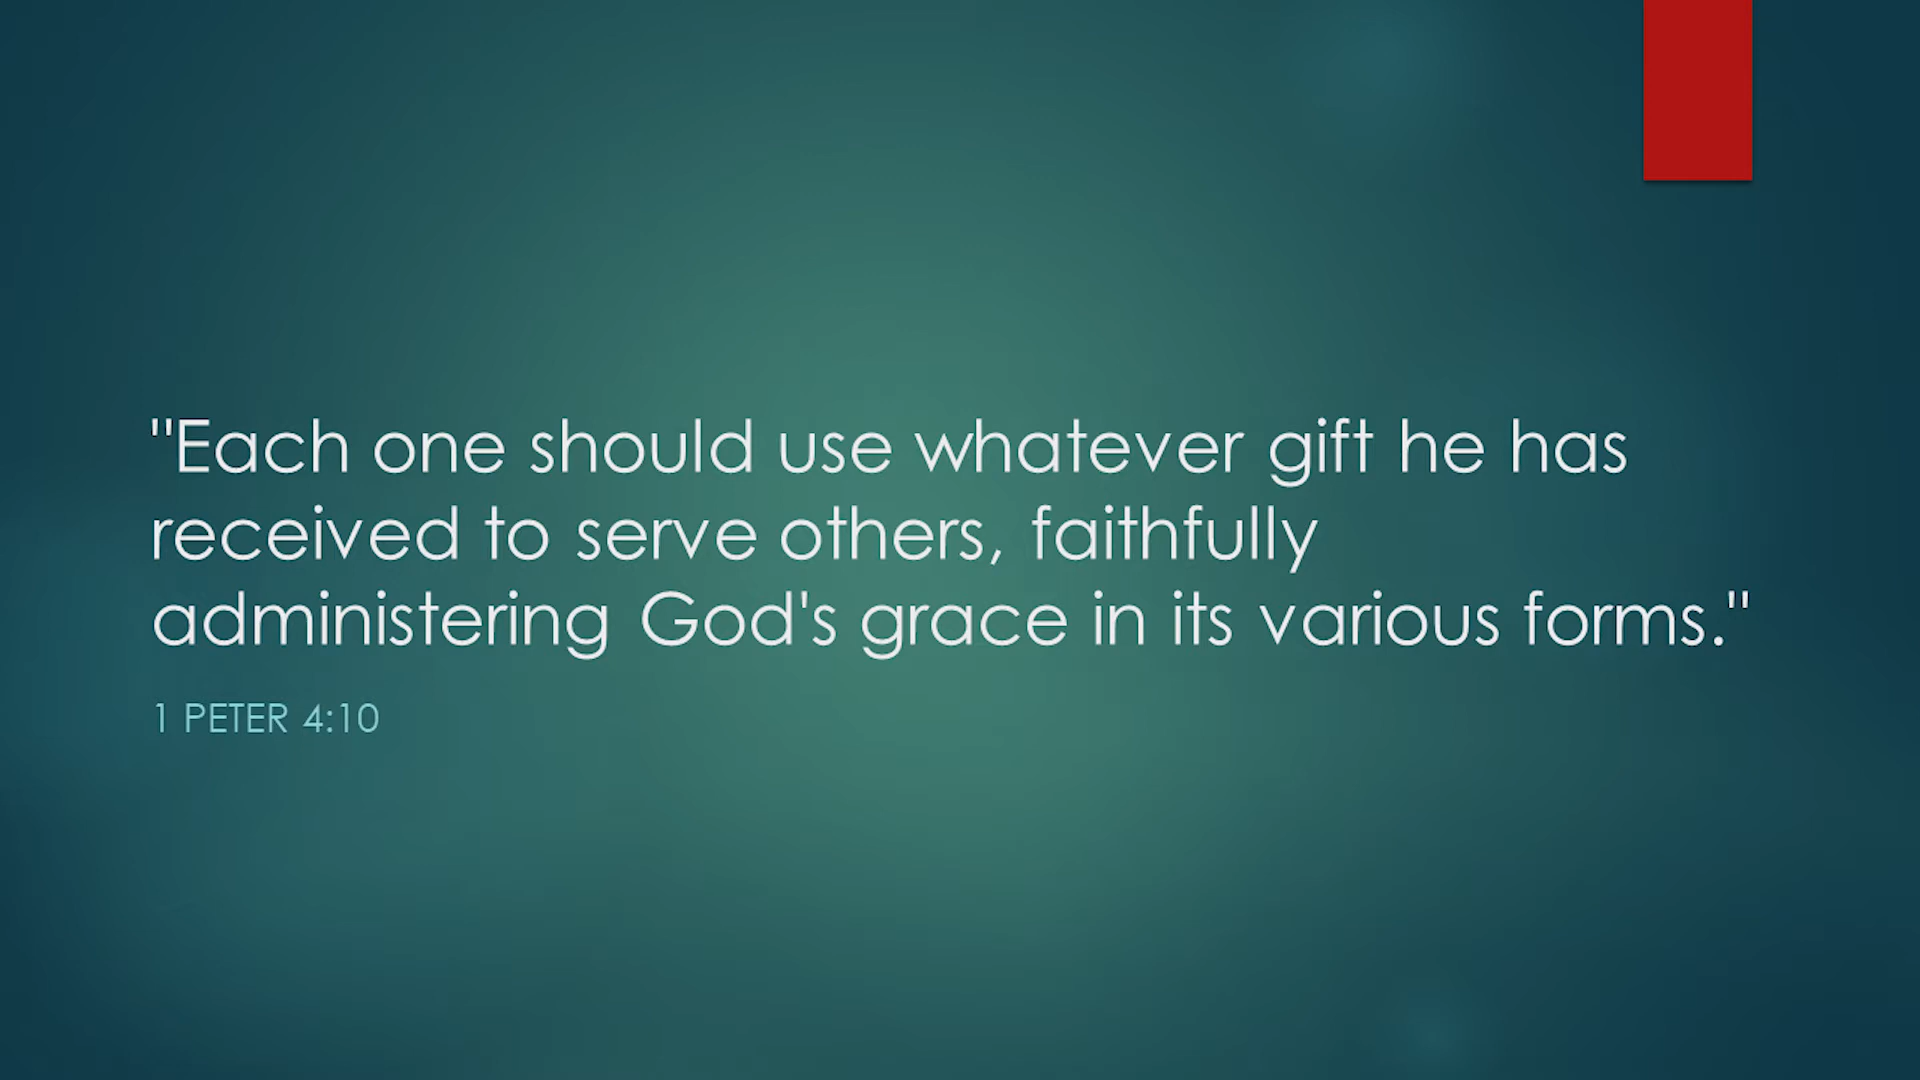 "Each one should use whatever gift he has
received to serve others, faithfully
administering God's grace in its various forms."
1 PETER 4:10